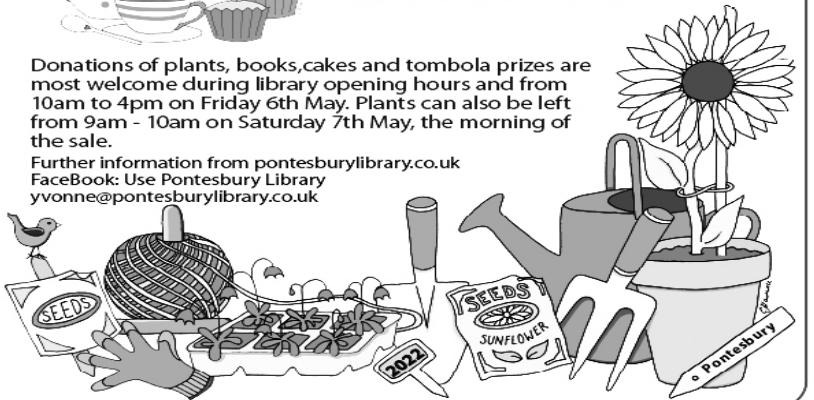 Donations of plants, books,cakes and tombola prizes are
most welcome during library opening hours and from
10am to 4pm on Friday 6th May. Plants can also be left
from 9am - 10am on Saturday 7th May, the morning of
the sale.
Further information from pontesburylibrary.co.uk
FaceBook: Use Pontesbury Library
yvonne@pontesburylibrary.co.uk
SEEDS
SEEDS
SUNFLOWER
2022
Pontesbury